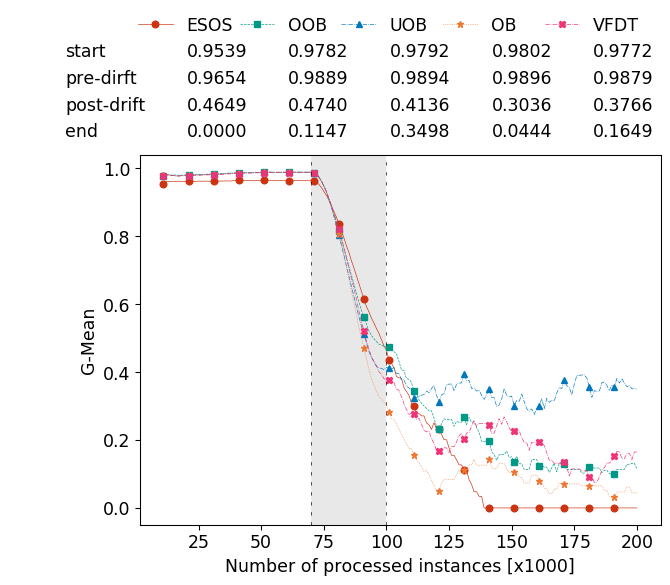 ESOS OOB UOB OB VFDT
start 0.9539 0.9782 0.9792 0.9802 0.9772
pre-dirft 0.9654 0.9889 0.9894 0.9896 0.9879
post-drift 0.4649 0.4740 0.4136 0.3036 0.3766
end 0.0000 0.1147 0.3498 0.0444 0.1649
1.0
0.8
0.6
0.4
0.2
0.0
G-Mean
25 50 75 100 125 150 175 200
Number of processed instances [x1000]